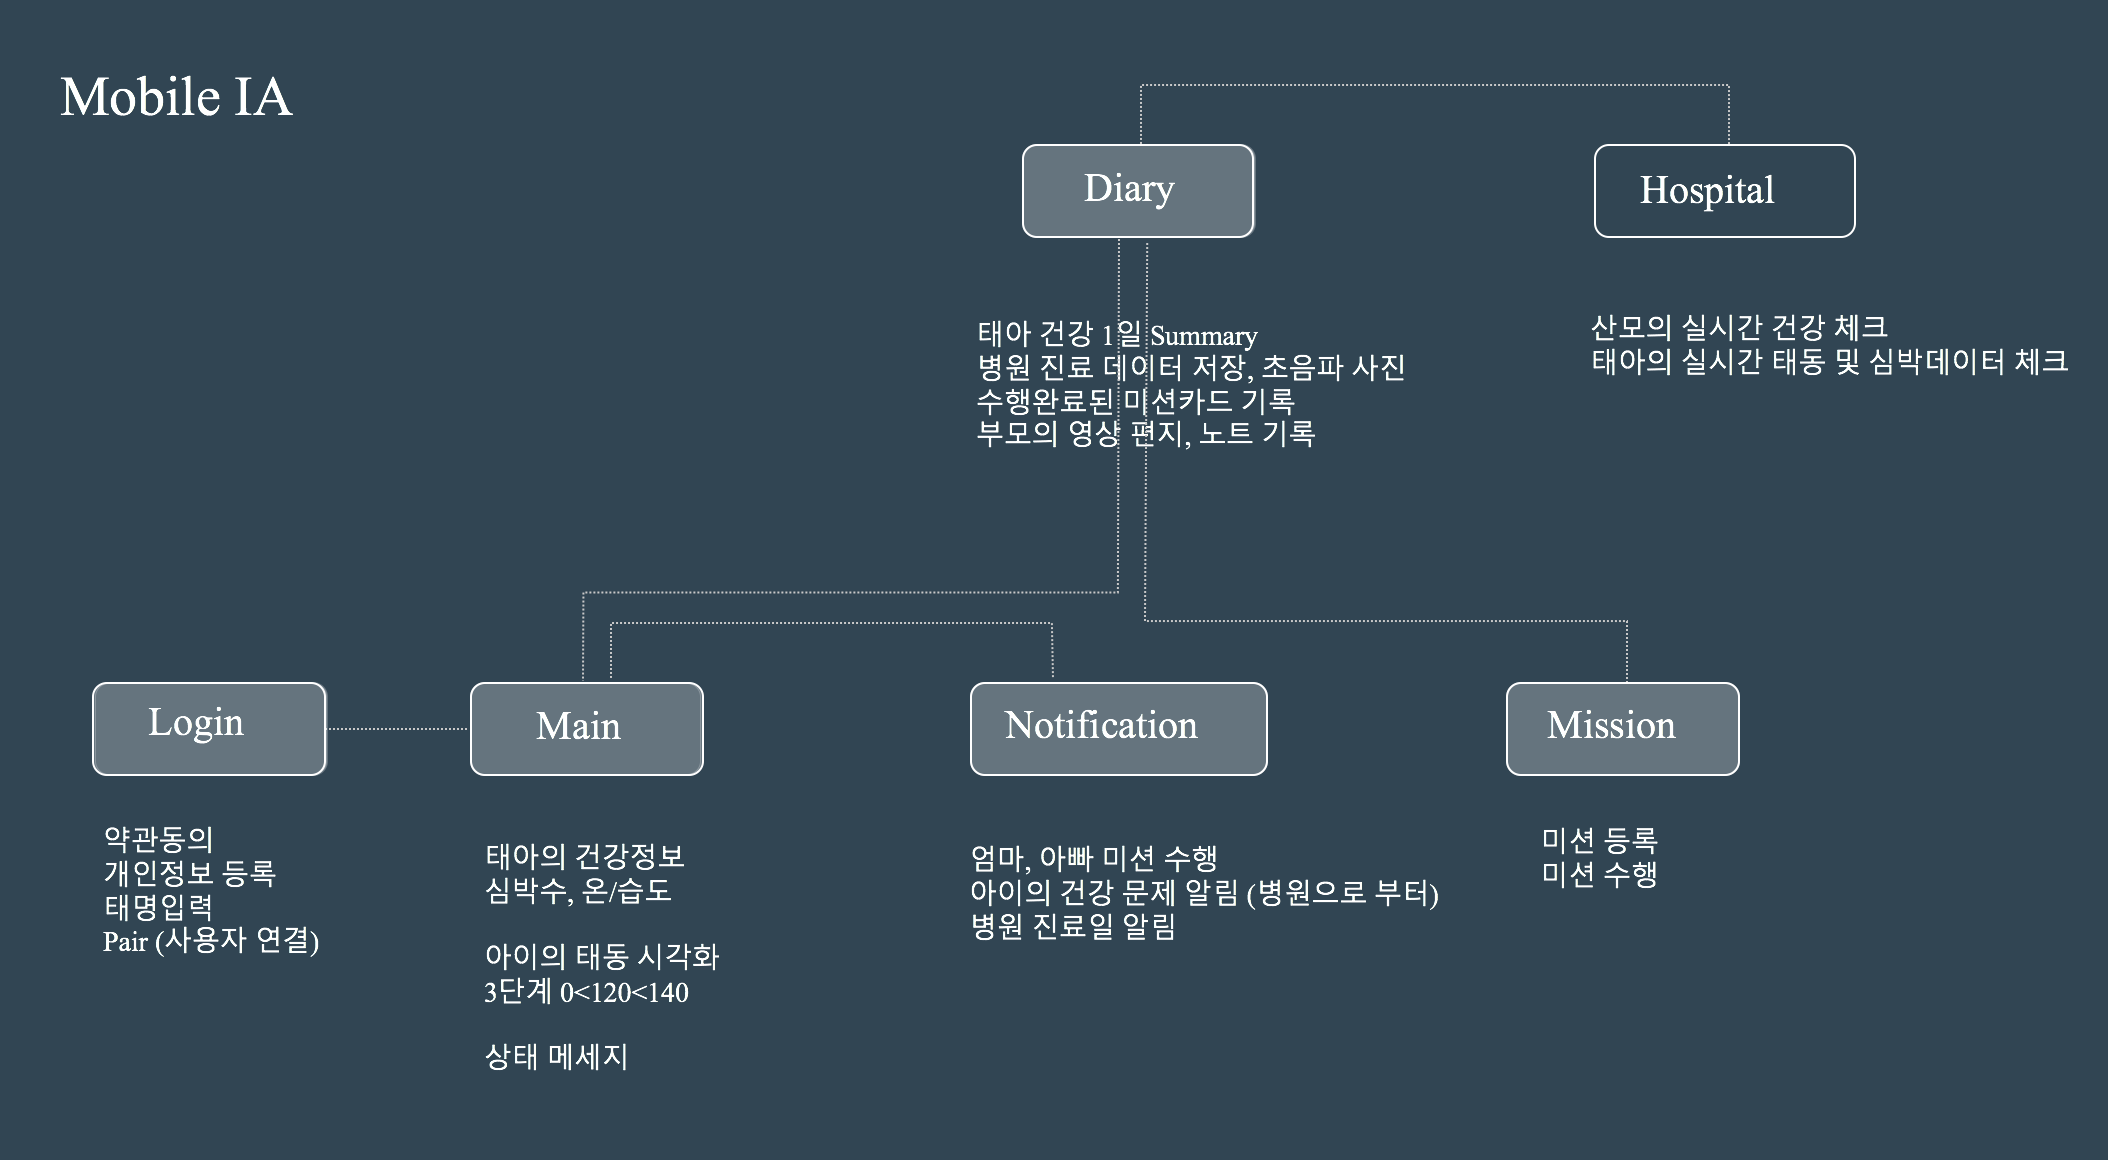 Mobile IA
Diary
Hospital
태아 건강 1일 Summary
병원 진료 데이터 저장, 초음파 사진
수행완료된 미션카드 기록
부모의 영상 편지, 노트 기록
산모의 실시간 건강 체크
태아의 실시간 태동 및 심박데이터 체크
Login
Main
Notification
Mission
약관동의
개인정보 등록
태명입력
Pair (사용자 연결)
태아의 건강정보
심박수, 온/습도
아이의 태동 시각화
3단계 0<120<140
상태 메세지
엄마, 아빠 미션 수행
아이의 건강 문제 알림 (병원으로 부터)
병원 진료일 알림
미션 등록
미션 수행